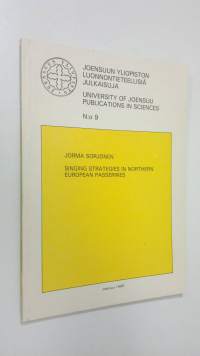 JOENSUUN YLIOPISTON
LUONNONTIETEELLISIÄ
JULKAISUJA
UNIVERSITY OF JOENSUU
PUBLICATIONS IN SCIENCES
N:o 9
JORMA SORJONEN
SINGING STRATEGIES IN NORTHERN
EUROPEAN PASSERINES